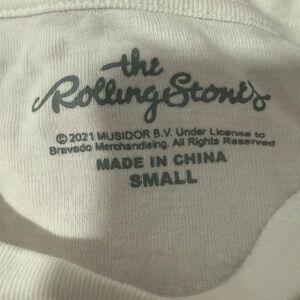 the
Rolling Stones
© 2021 MUSIDOR B.V. Under License to
Bravado Merchandising. All Rights Reserved
MADE IN CHINA
SMALL